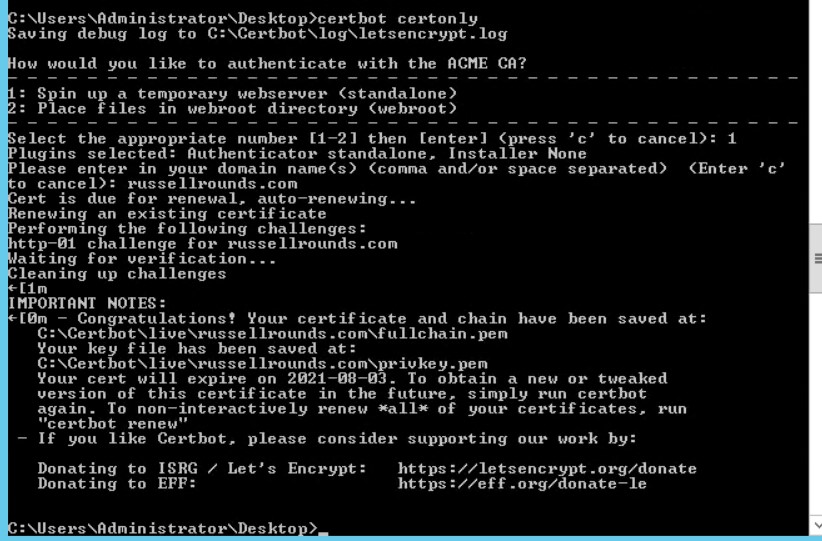 C:\Users\Administrator\Desktop>certbot certonly
Saving debug log to C:\Certbot\log\letsencrypt.log
How would you like to authenticate with the ACME CA?
- - - - - - - - - - - - - - - - - - - - - - - - - - - - - - - - - - - - - - - -
1: Spin up a temporary webserver (standalone)
2: Place files in webroot directory (webroot)
- - - - - - - - - - - - - - - - - - - - - - - - - - - - - - - - - - - - - - - -
Select the appropriate number [1-2] then [enter] (press 'c' to cancel): 1
Plugins selected: Authenticator standalone, Installer None
Please enter in your domain name(s) (comma and/or space separated)  (Enter 'c'
to cancel): russellrounds.com
Cert is due for renewal, auto-renewing...
Renewing an existing certificate
Performing the following challenges:
http-01 challenge for russellrounds.com
Waiting for verification...
Cleaning up challenges
←[1m
IMPORTANT NOTES:
←[0m - Congratulations! Your certificate and chain have been saved at:
C:\Certbot\live\russellrounds.com\fullchain.pem
Your key file has been saved at:
C:\Certbot\live\russellrounds.com\privkey.pem
Your cert will expire on 2021-08-03. To obtain a new or tweaked
version of this certificate in the future, simply run certbot
again. To non-interactively renew *all* of your certificates, run
"certbot renew"
- If you like Certbot, please consider supporting our work by:
Donating to ISRG / Let's Encrypt:   https://letsencrypt.org/donate
Donating to EFF:                    https://eff.org/donate-le
C:\Users\Administrator\Desktop>_